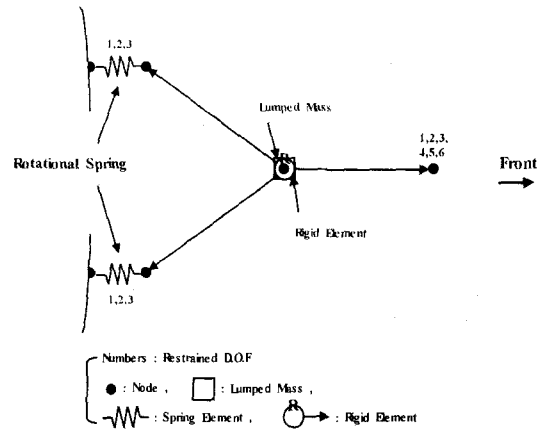 1,2,3
Lumped Mass
R
1,2,3,
4,5,6
Rotational Spring
Front
Rigid Element
1,2,3
Numbers : Restrained D.O.F
: Node ,
: Lumped Mass ,
: Spring Element ,
R
: Rigid Element